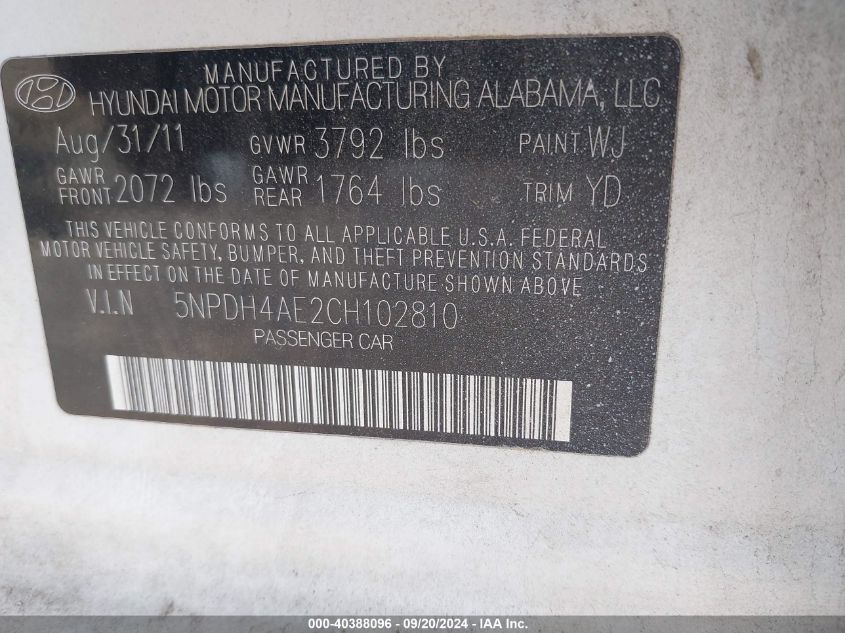 MANUFACTURED BY
HYUNDAI MOTOR MANUFACTURING ALABAMA, LLC
Aug/31/11 GVWR 3792 lbs PAINT WJ
GAWR FRONT 2072 lbs GAWR REAR 1764 lbs TRIM YD
THIS VEHICLE CONFORMS TO ALL APPLICABLE U.S.A. FEDERAL
MOTOR VEHICLE SAFETY, BUMPER, AND THEFT PREVENTION STANDARDS
IN EFFECT ON THE DATE OF MANUFACTURE SHOWN ABOVE
V.I.N 5NPDH4AE2CH102810
PASSENGER CAR
000-40388096 - 09/20/2024 - IAA Inc.